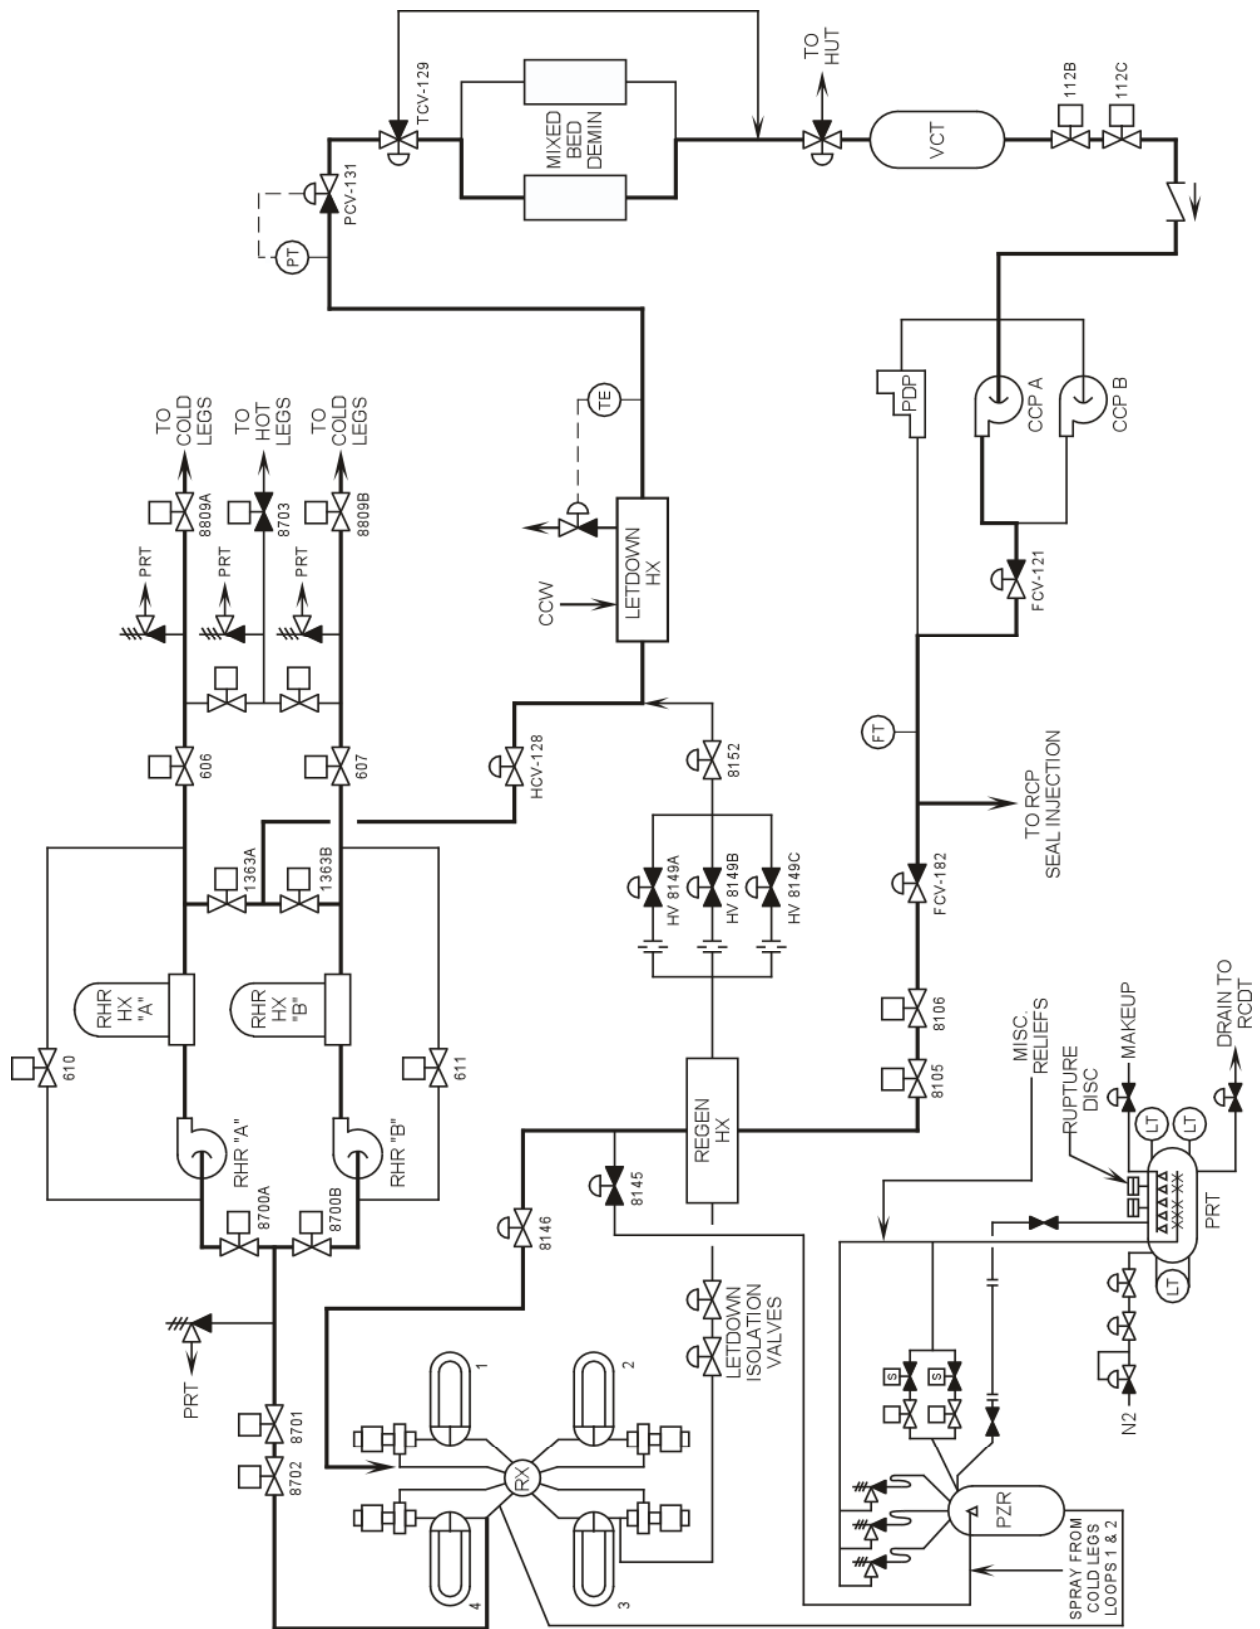 TO
HUT
TCV-129
112B
112C
MIXED
BED
DEMIN
VCT
PCV-131
PT
TO
COLD
LEGS
TO
HOT
LEGS
TO
COLD
LEGS
8809A
8703
8809B
PRT
PRT
PRT
TE
CCW
LETDOWN
HX
PDP
CCP A
CCP B
FCV-121
606
607
HCV-128
8152
FT
TO RCP
SEAL INJECTION
1363A
1363B
HV 8149A
HV 8149B
HV 8149C
FCV-182
RHR
HX
"A"
RHR
HX
"B"
610
611
8106
8105
REGEN
HX
MISC.
RELIEFS
RUPTURE
DISC
MAKEUP
DRAIN TO
RCDT
RHR "A"
RHR "B"
8700A
8700B
8145
8146
LT
LT
LT
XXX XX
PRT
PRT
8701
8702
LETDOWN
ISOLATION
VALVES
1
2
3
4
RX
S
S
N2
PZR
SPRAY FROM
COLD LEGS
LOOPS 1 & 2